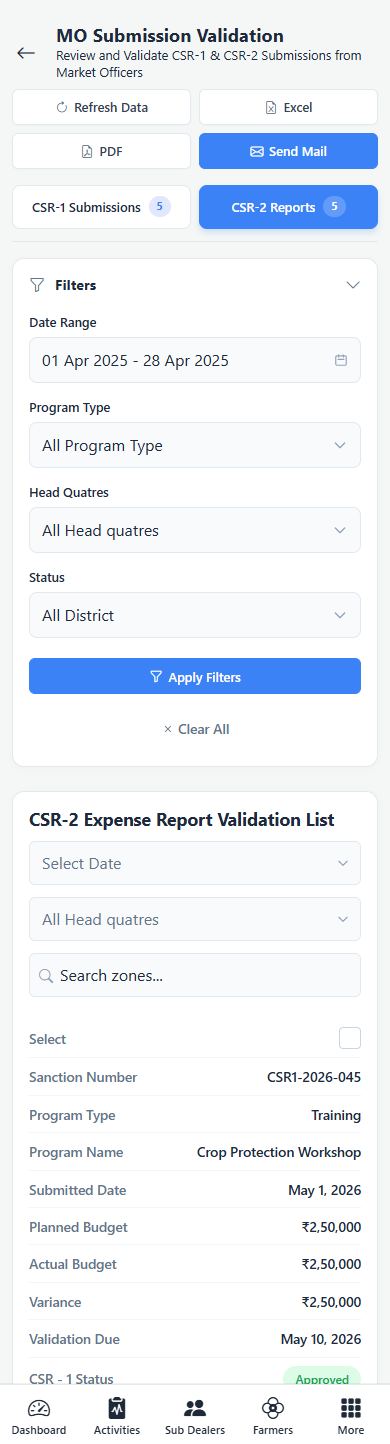 MO Submission Validation
Review and Validate CSR-1 & CSR-2 Submissions from
Market Officers
Refresh Data
Excel
PDF
Send Mail
CSR-1 Submissions 5
CSR-2 Reports 5
Filters
Date Range
01 Apr 2025 - 28 Apr 2025
Program Type
All Program Type
Head Quatres
All Head quatres
Status
All District
Apply Filters
× Clear All
CSR-2 Expense Report Validation List
Select Date
All Head quatres
Search zones...
Select
Sanction Number CSR1-2026-045
Program Type Training
Program Name Crop Protection Workshop
Submitted Date May 1, 2026
Planned Budget ₹2,50,000
Actual Budget ₹2,50,000
Variance ₹2,50,000
Validation Due May 10, 2026
CSR - 1 Status Approved
Dashboard
Activities
Sub Dealers
Farmers
More